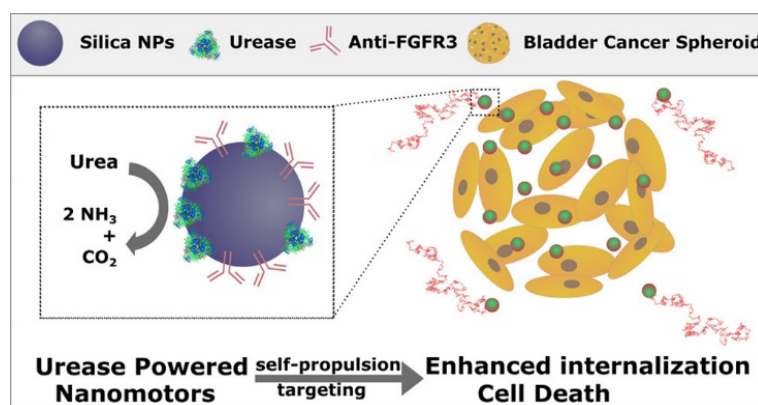 Silica NPs Urease Anti-FGFR3 Bladder Cancer Spheroid
Urea
2 NH3
+
CO2
Urease Powered Nanomotors
self-propulsion
targeting
Enhanced internalization
Cell Death